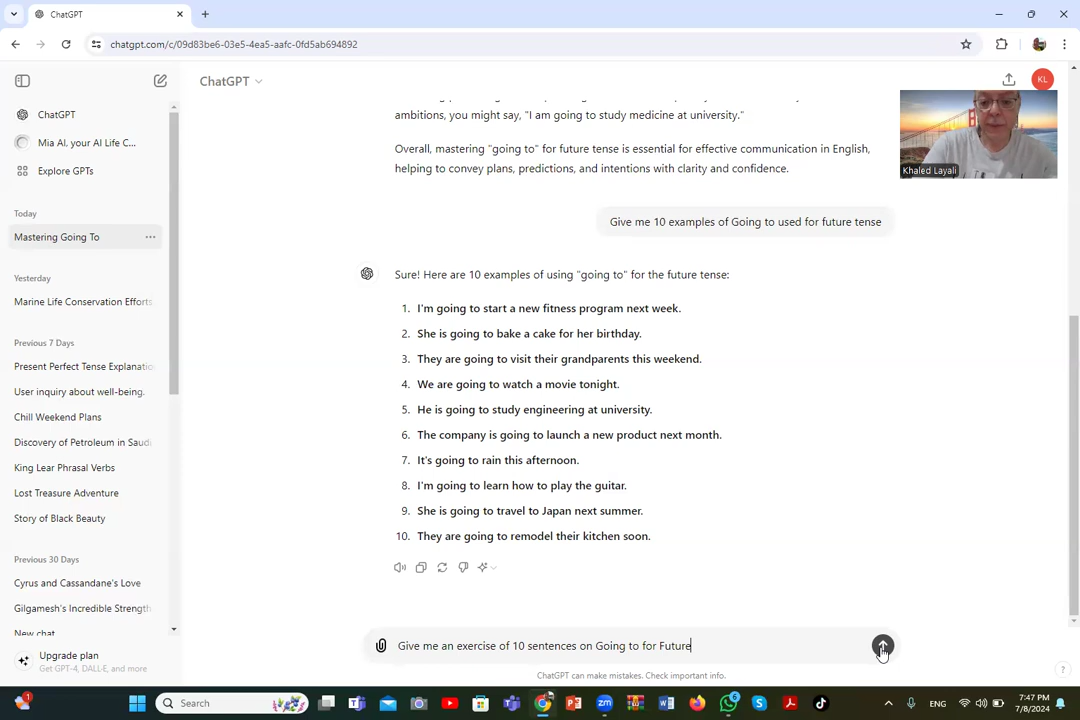 ChatGPT
chatgpt.com/c/09d83be6-03e5-4ea5-aafc-0fd5ab694892
ChatGPT
KL
ChatGPT
Mia AI, your AI Life C...
Explore GPTs
Today
Mastering Going To
Yesterday
Marine Life Conservation Efforts
Previous 7 Days
Present Perfect Tense Explanatio
User inquiry about well-being.
Chill Weekend Plans
Discovery of Petroleum in Saudi
King Lear Phrasal Verbs
Lost Treasure Adventure
Story of Black Beauty
Previous 30 Days
Cyrus and Cassandane's Love
Gilgamesh's Incredible Strength
New chat
Upgrade plan
Get GPT-4, DALL·E, and more
ambitions, you might say, "I am going to study medicine at university."
Overall, mastering "going to" for future tense is essential for effective communication in English,
helping to convey plans, predictions, and intentions with clarity and confidence.
Khaled Layali
Give me 10 examples of Going to used for future tense
Sure! Here are 10 examples of using "going to" for the future tense:
1. I'm going to start a new fitness program next week.
2. She is going to bake a cake for her birthday.
3. They are going to visit their grandparents this weekend.
4. We are going to watch a movie tonight.
5. He is going to study engineering at university.
6. The company is going to launch a new product next month.
7. It's going to rain this afternoon.
8. I'm going to learn how to play the guitar.
9. She is going to travel to Japan next summer.
10. They are going to remodel their kitchen soon.
Give me an exercise of 10 sentences on Going to for Future
ChatGPT can make mistakes. Check important info.
?
1
Search
6
ENG
7:47 PM
7/8/2024